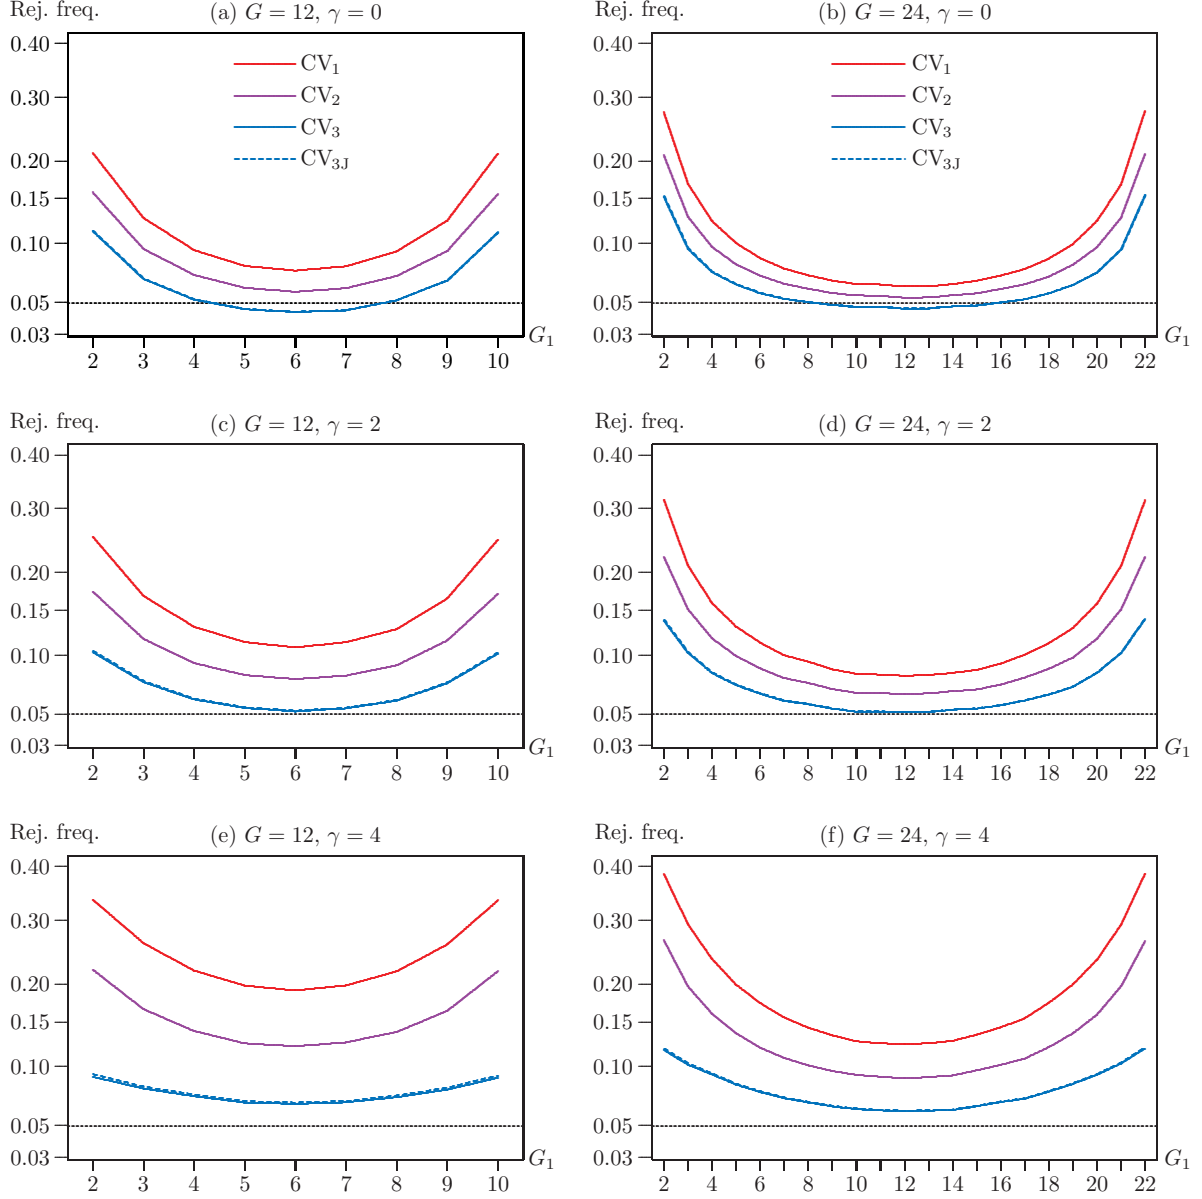 Rej. freq.
(a) G = 12, γ = 0
0.40
0.30
0.20
0.15
0.10
0.05
0.03
CV₁
CV₂
CV₃
CV₃J
2 3 4 5 6 7 8 9 10
G₁
Rej. freq.
(b) G = 24, γ = 0
0.40
0.30
0.20
0.15
0.10
0.05
0.03
CV₁
CV₂
CV₃
CV₃J
2 4 6 8 10 12 14 16 18 20 22
G₁
Rej. freq.
(c) G = 12, γ = 2
0.40
0.30
0.20
0.15
0.10
0.05
0.03
2 3 4 5 6 7 8 9 10
G₁
Rej. freq.
(d) G = 24, γ = 2
0.40
0.30
0.20
0.15
0.10
0.05
0.03
2 4 6 8 10 12 14 16 18 20 22
G₁
Rej. freq.
(e) G = 12, γ = 4
0.40
0.30
0.20
0.15
0.10
0.05
0.03
2 3 4 5 6 7 8 9 10
G₁
Rej. freq.
(f) G = 24, γ = 4
0.40
0.30
0.20
0.15
0.10
0.05
0.03
2 4 6 8 10 12 14 16 18 20 22
G₁